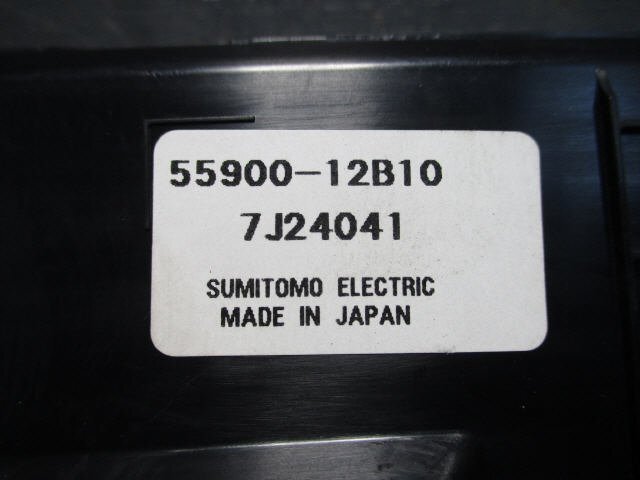 55900-12B10
7J24041
SUMITOMO ELECTRIC
MADE IN JAPAN